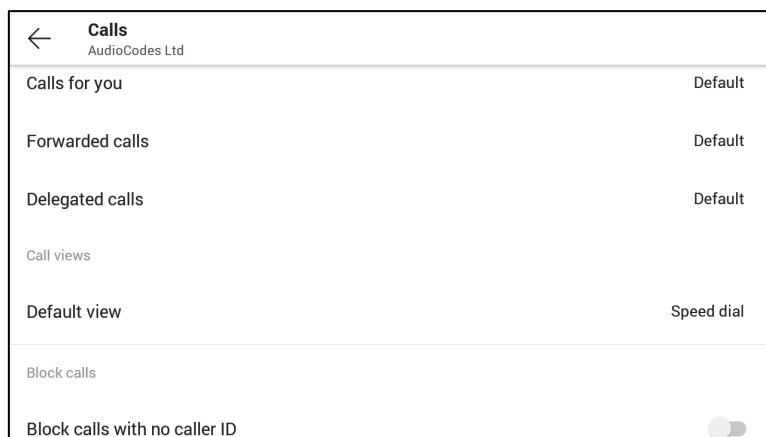 Calls
AudioCodes Ltd
Calls for you Default
Forwarded calls Default
Delegated calls Default
Call views
Default view Speed dial
Block calls
Block calls with no caller ID